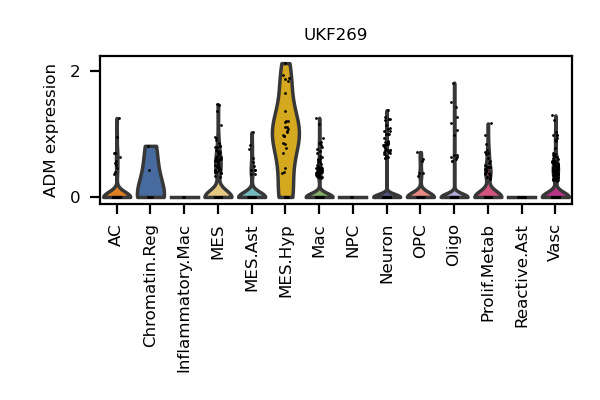 UKF269
ADM expression
2
0
AC
Chromatin.Reg
Inflammatory.Mac
MES
MES.Ast
MES.Hyp
Mac
NPC
Neuron
OPC
Oligo
Prolif.Metab
Reactive.Ast
Vasc